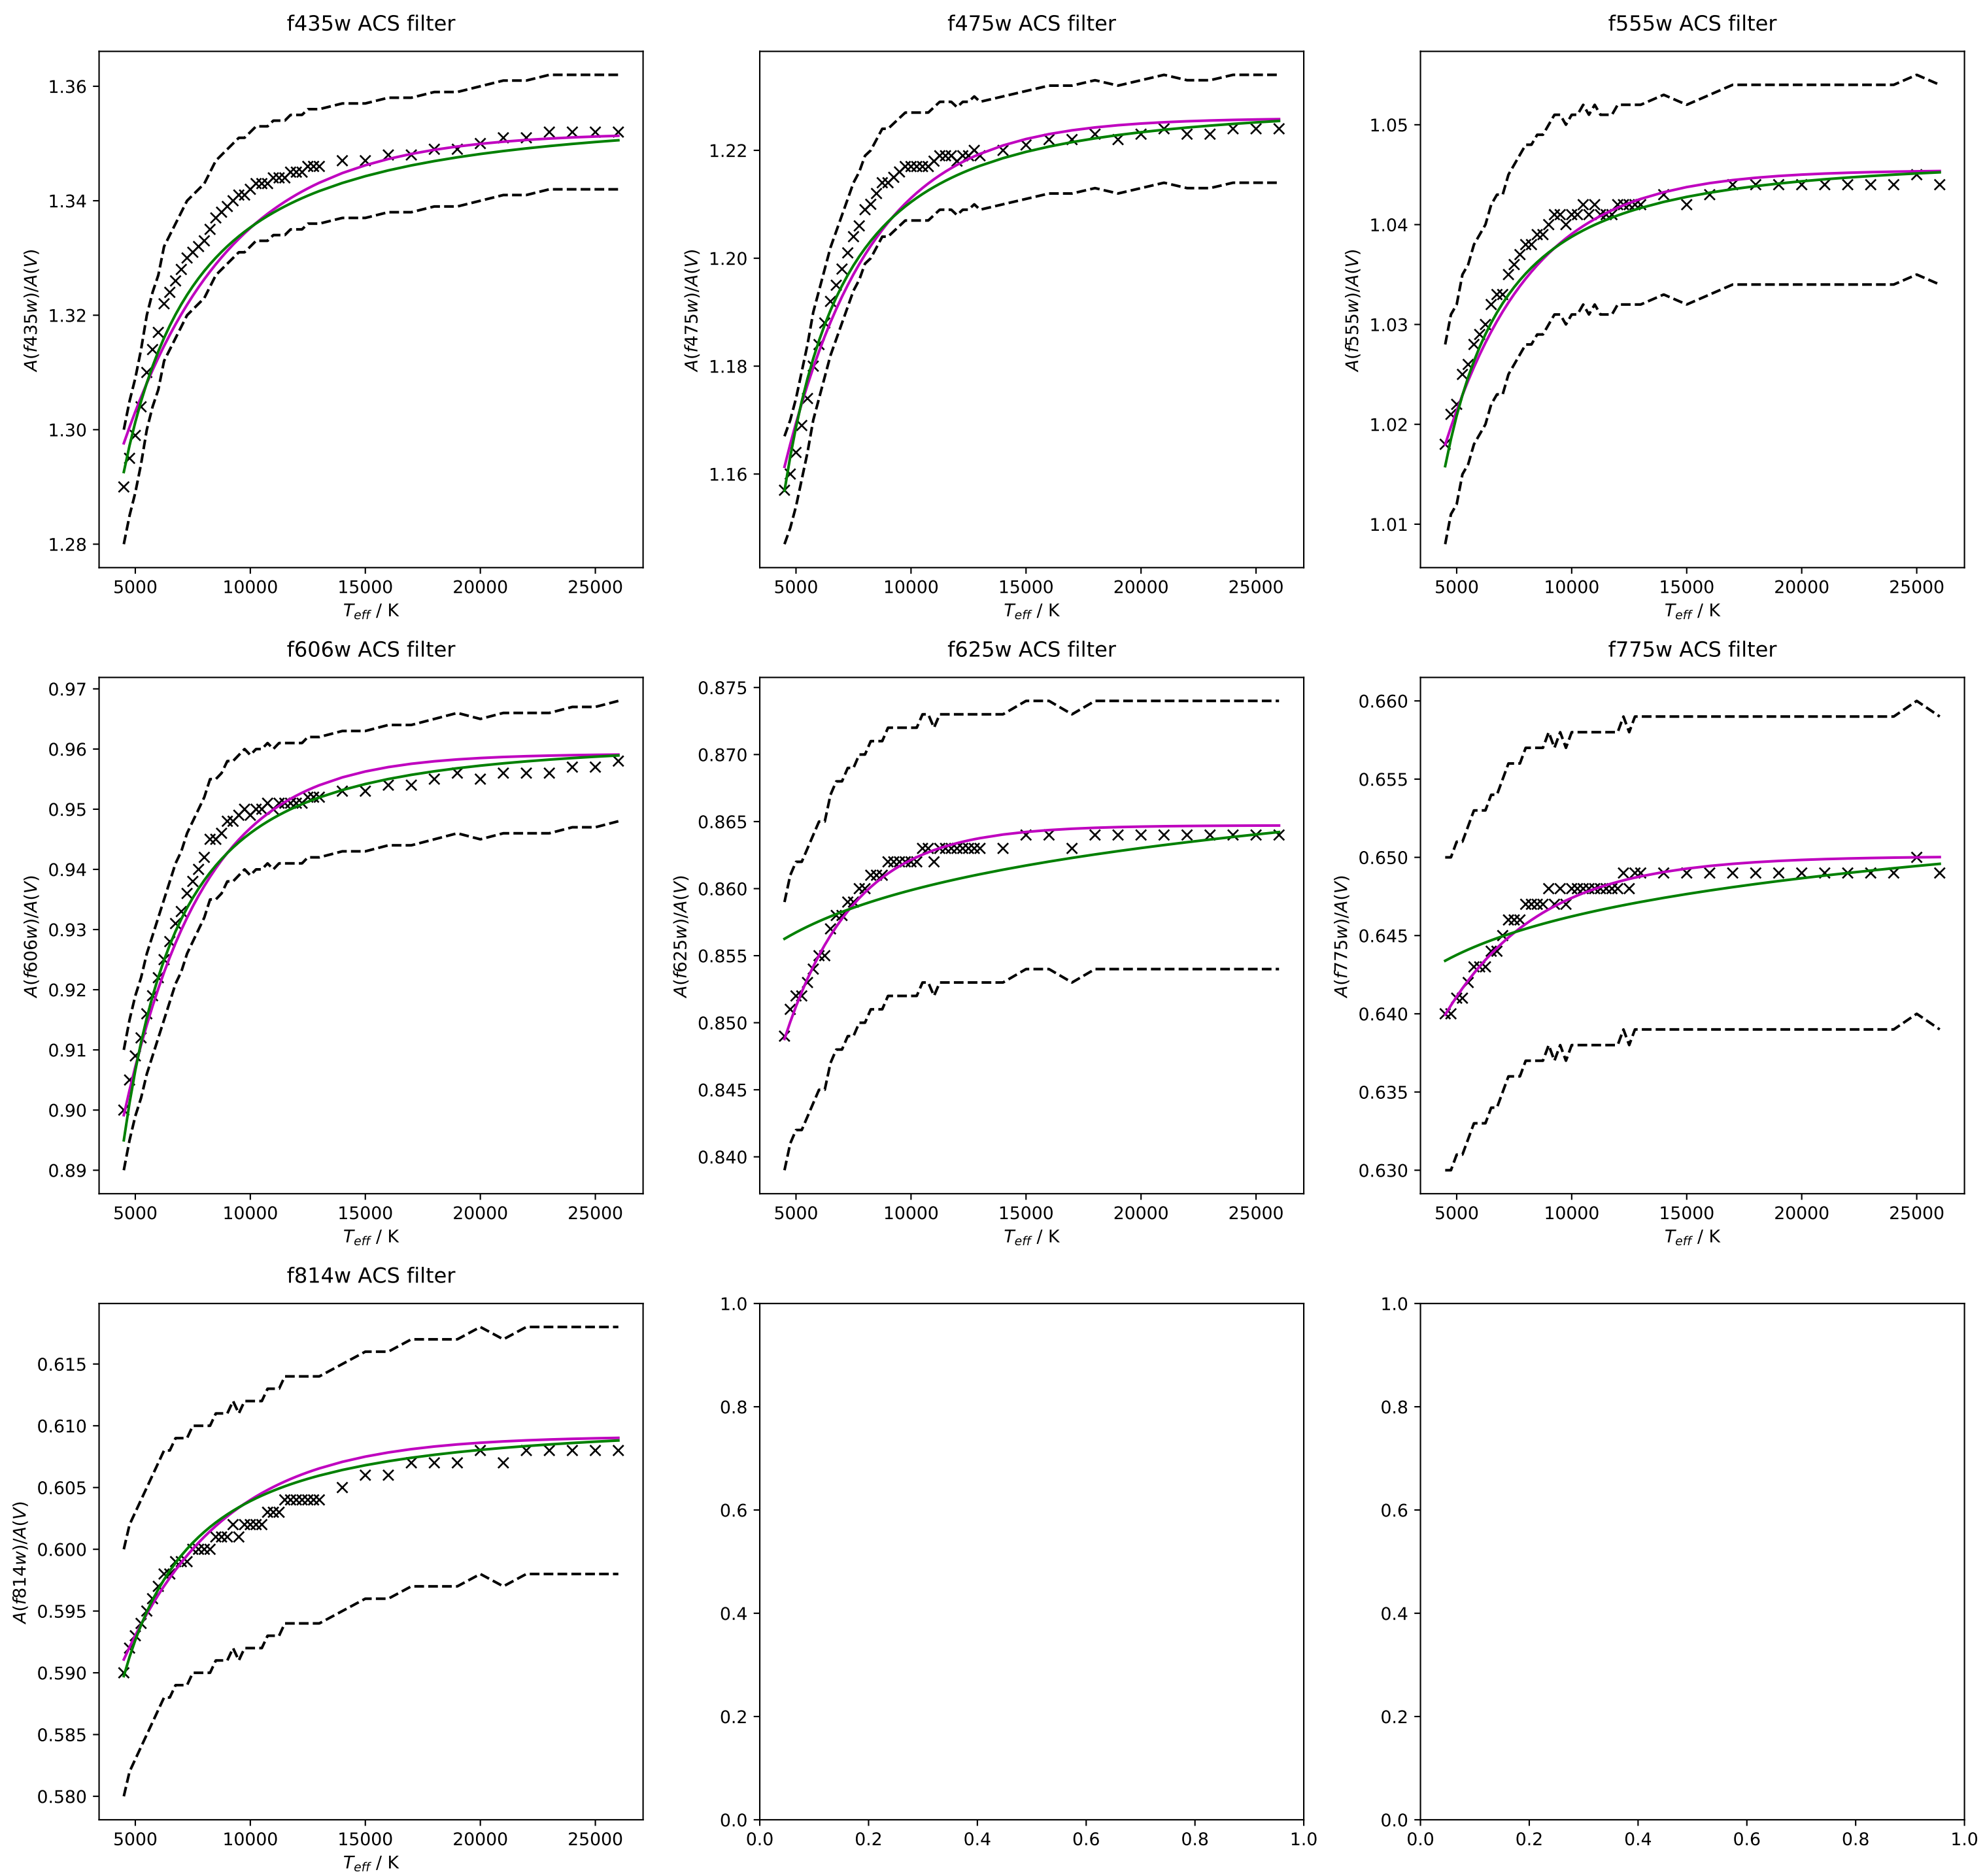 f435w ACS filter
f475w ACS filter
f555w ACS filter
A(f435w)/A(V)
1.36
1.34
1.32
1.30
1.28
5000 10000 15000 20000 25000
T_eff / K
A(f475w)/A(V)
1.22
1.20
1.18
1.16
5000 10000 15000 20000 25000
T_eff / K
A(f555w)/A(V)
1.05
1.04
1.03
1.02
1.01
5000 10000 15000 20000 25000
T_eff / K
f606w ACS filter
f625w ACS filter
f775w ACS filter
A(f606w)/A(V)
0.97
0.96
0.95
0.94
0.93
0.92
0.91
0.90
0.89
5000 10000 15000 20000 25000
T_eff / K
A(f625w)/A(V)
0.875
0.870
0.865
0.860
0.855
0.850
0.845
0.840
5000 10000 15000 20000 25000
T_eff / K
A(f775w)/A(V)
0.660
0.655
0.650
0.645
0.640
0.635
0.630
5000 10000 15000 20000 25000
T_eff / K
f814w ACS filter
A(f814w)/A(V)
0.615
0.610
0.605
0.600
0.595
0.590
0.585
0.580
5000 10000 15000 20000 25000
T_eff / K
1.0
0.8
0.6
0.4
0.2
0.0
0.0 0.2 0.4 0.6 0.8 1.0
1.0
0.8
0.6
0.4
0.2
0.0
0.0 0.2 0.4 0.6 0.8 1.0